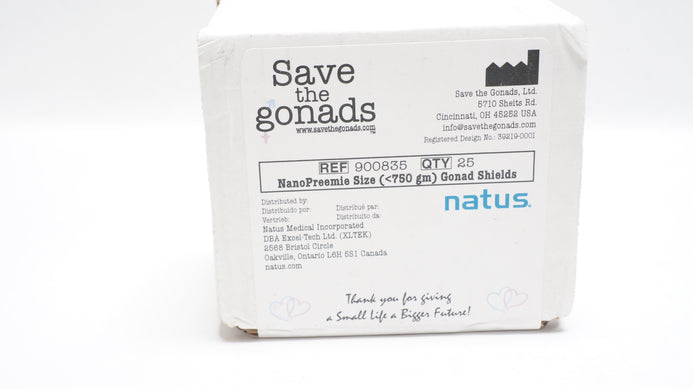 Save
the
gonads
www.savethegonads.com
TM
Save the Gonads, Ltd.
5710 Sheits Rd.
Cincinnati, OH 45252 USA
info@savethegonads.com
Registered Design No.: 39219-0001
REF 900835 QTY 25
NanoPreemie Size (<750 gm) Gonad Shields
Distributed by:
Distribuido por: Distribué par:
Vertrieb: Distribuito da:
Natus Medical Incorporated
DBA Excel-Tech Ltd. (XLTEK)
2568 Bristol Circle
Oakville, Ontario L6H 5S1 Canada
natus.com
natus.
Thank you for giving
a Small Life a Bigger Future!